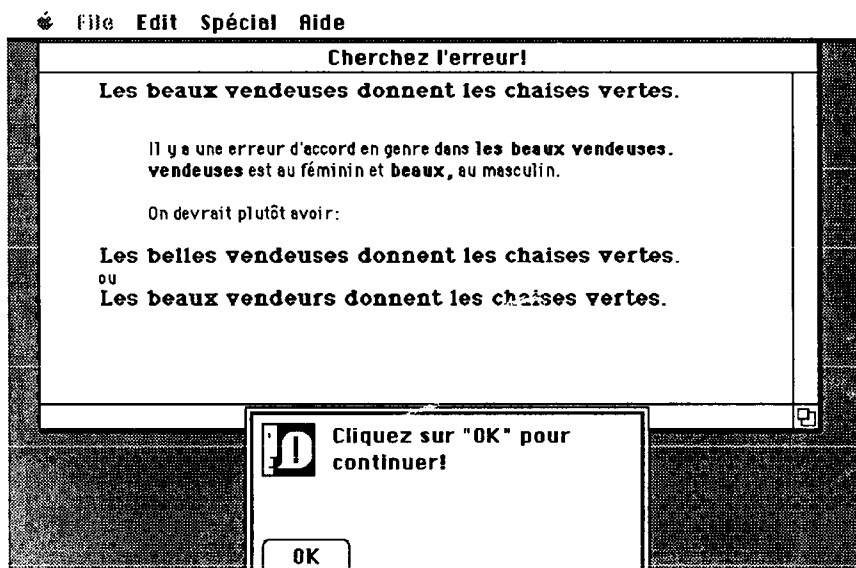 File Edit Spécial Aide
Cherchez l'erreur!
Les beaux vendeuses donnent les chaises vertes.
Il y a une erreur d'accord en genre dans les beaux vendeuses.
vendeuses est au féminin et beaux, au masculin.
On devrait plutôt avoir:
Les belles vendeuses donnent les chaises vertes.
ou
Les beaux vendeurs donnent les chaises vertes.
Cliquez sur "OK" pour
continuer!
OK